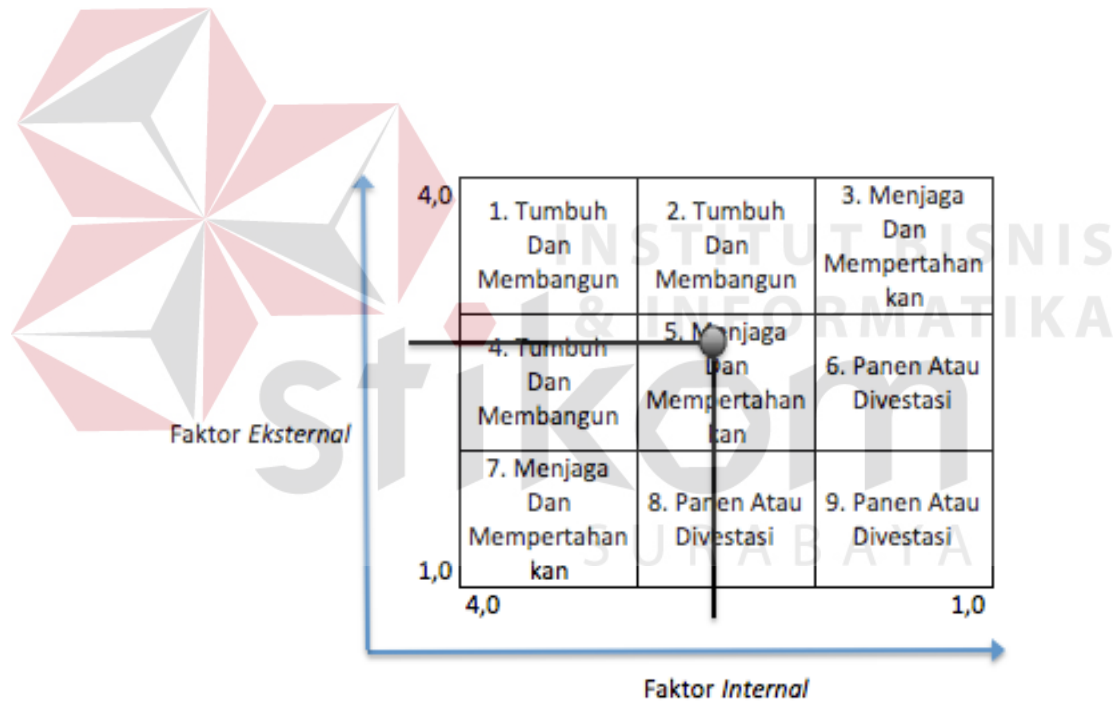 4,0
1. Tumbuh
Dan
Membangun
2. Tumbuh
Dan
Membangun
3. Menjaga
Dan
Mempertahan
kan
4. Tumbuh
Dan
Membangun
5. Menjaga
Dan
Mempertahan
kan
6. Panen Atau
Divestasi
7. Menjaga
Dan
Mempertahan
kan
8. Panen Atau
Divestasi
9. Panen Atau
Divestasi
Faktor Eksternal
1,0
4,0
1,0
Faktor Internal
INSTITUT BISNIS
& INFORMATIKA
stikom
SURABAYA